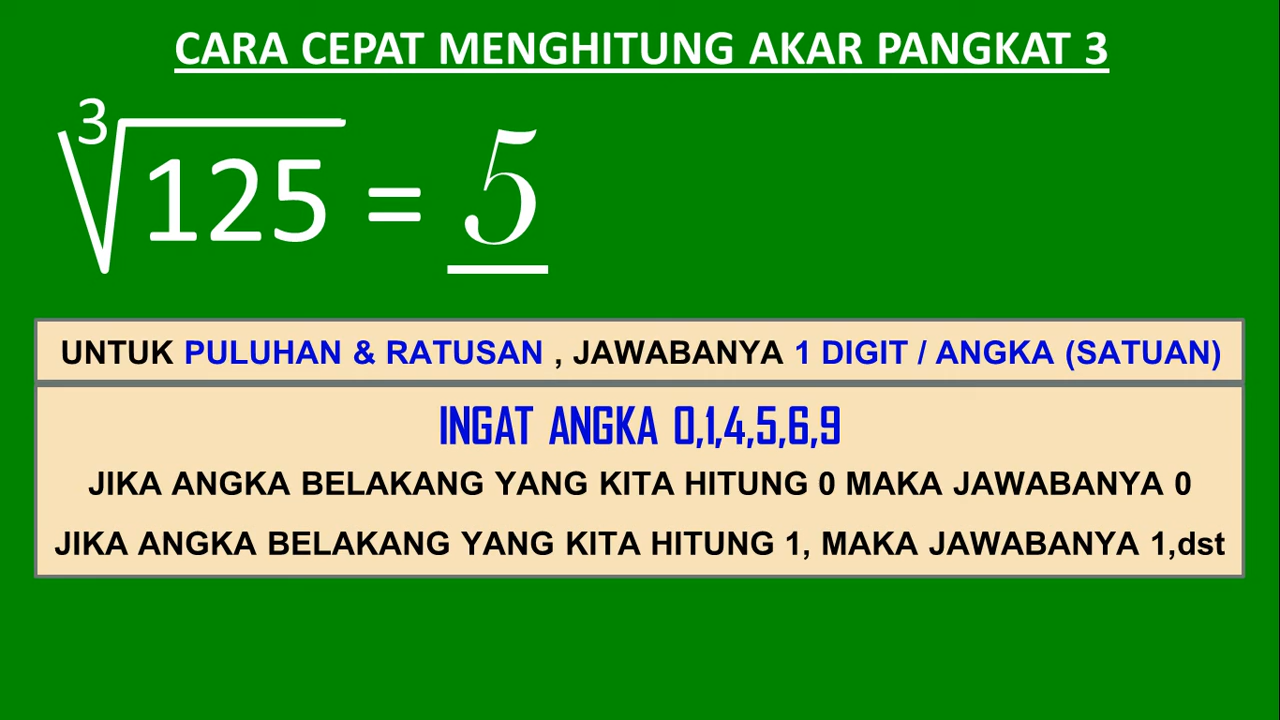 CARA CEPAT MENGHITUNG AKAR PANGKAT 3
∛125 = 5
UNTUK PULUHAN & RATUSAN , JAWABANYA 1 DIGIT / ANGKA (SATUAN)
INGAT ANGKA 0,1,4,5,6,9
JIKA ANGKA BELAKANG YANG KITA HITUNG 0 MAKA JAWABANYA 0
JIKA ANGKA BELAKANG YANG KITA HITUNG 1, MAKA JAWABANYA 1,dst